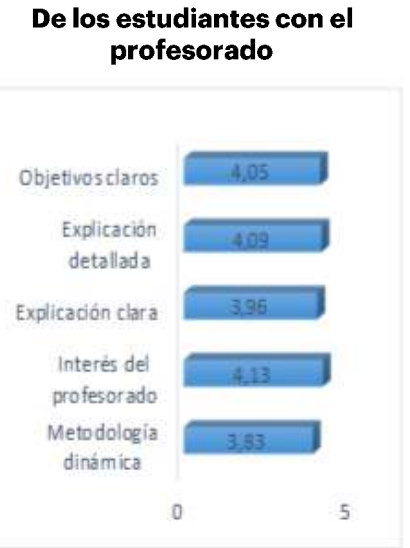 De los estudiantes con el
profesorado
Objetivos claros
4,05
Explicación
detallada
4,09
Explicación clara
3,96
Interés del
profesorado
4,13
Metodología
dinámica
3,83
0
5